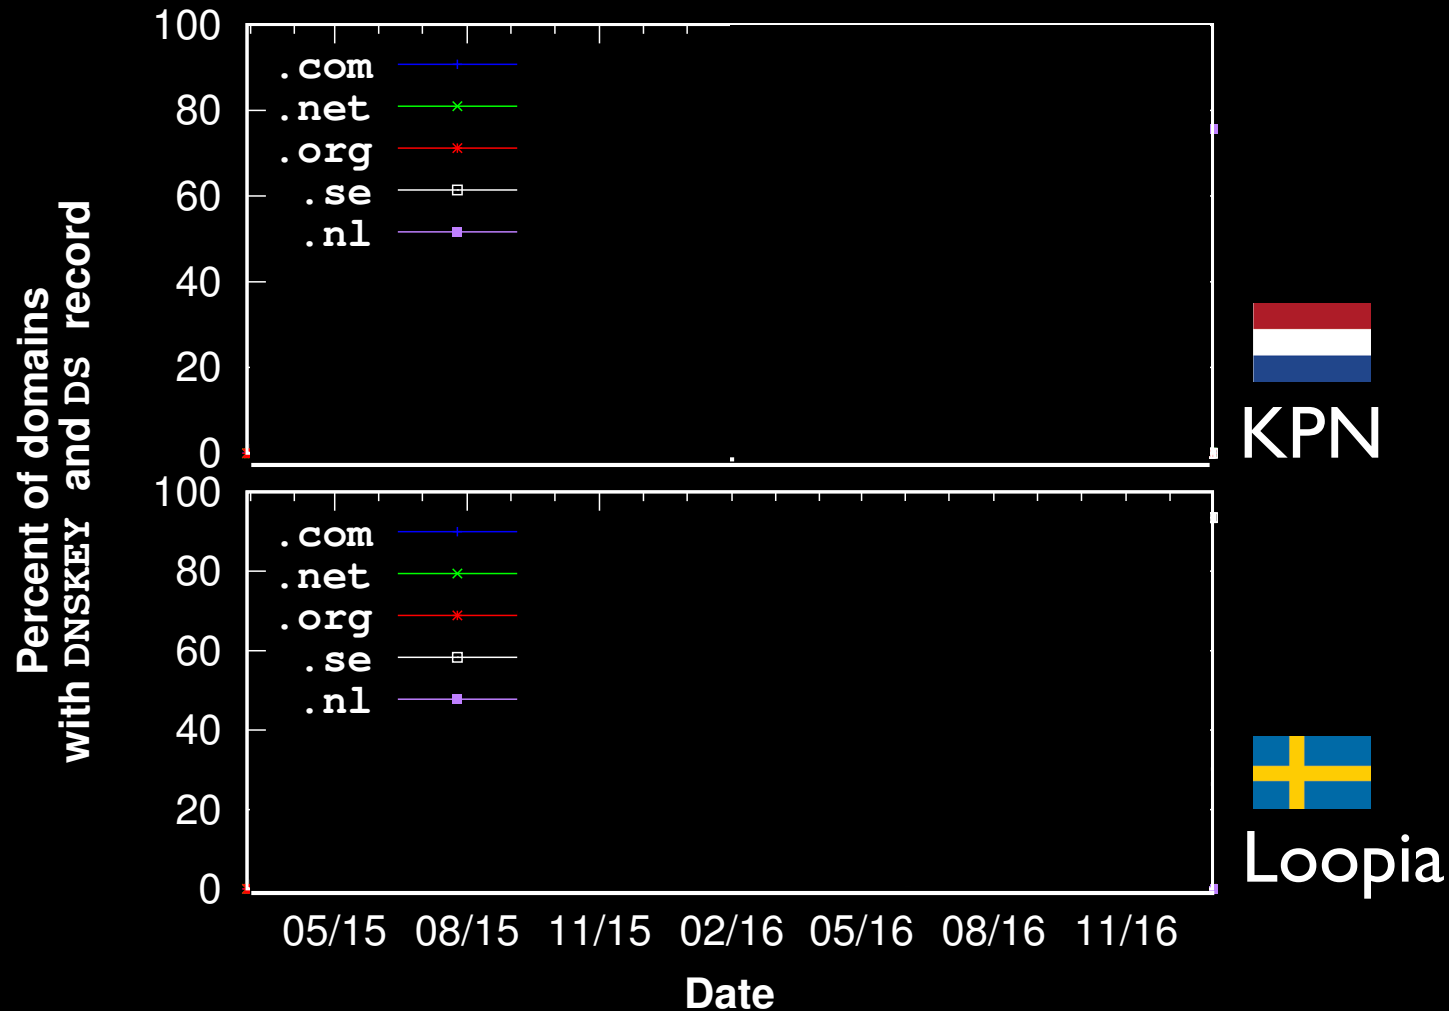 Percent of domains
with DNSKEY and DS record
100
80
60
40
20
0
.com
.net
.org
.se
.nl
KPN
100
80
60
40
20
0
.com
.net
.org
.se
.nl
Loopia
05/15 08/15 11/15 02/16 05/16 08/16 11/16
Date